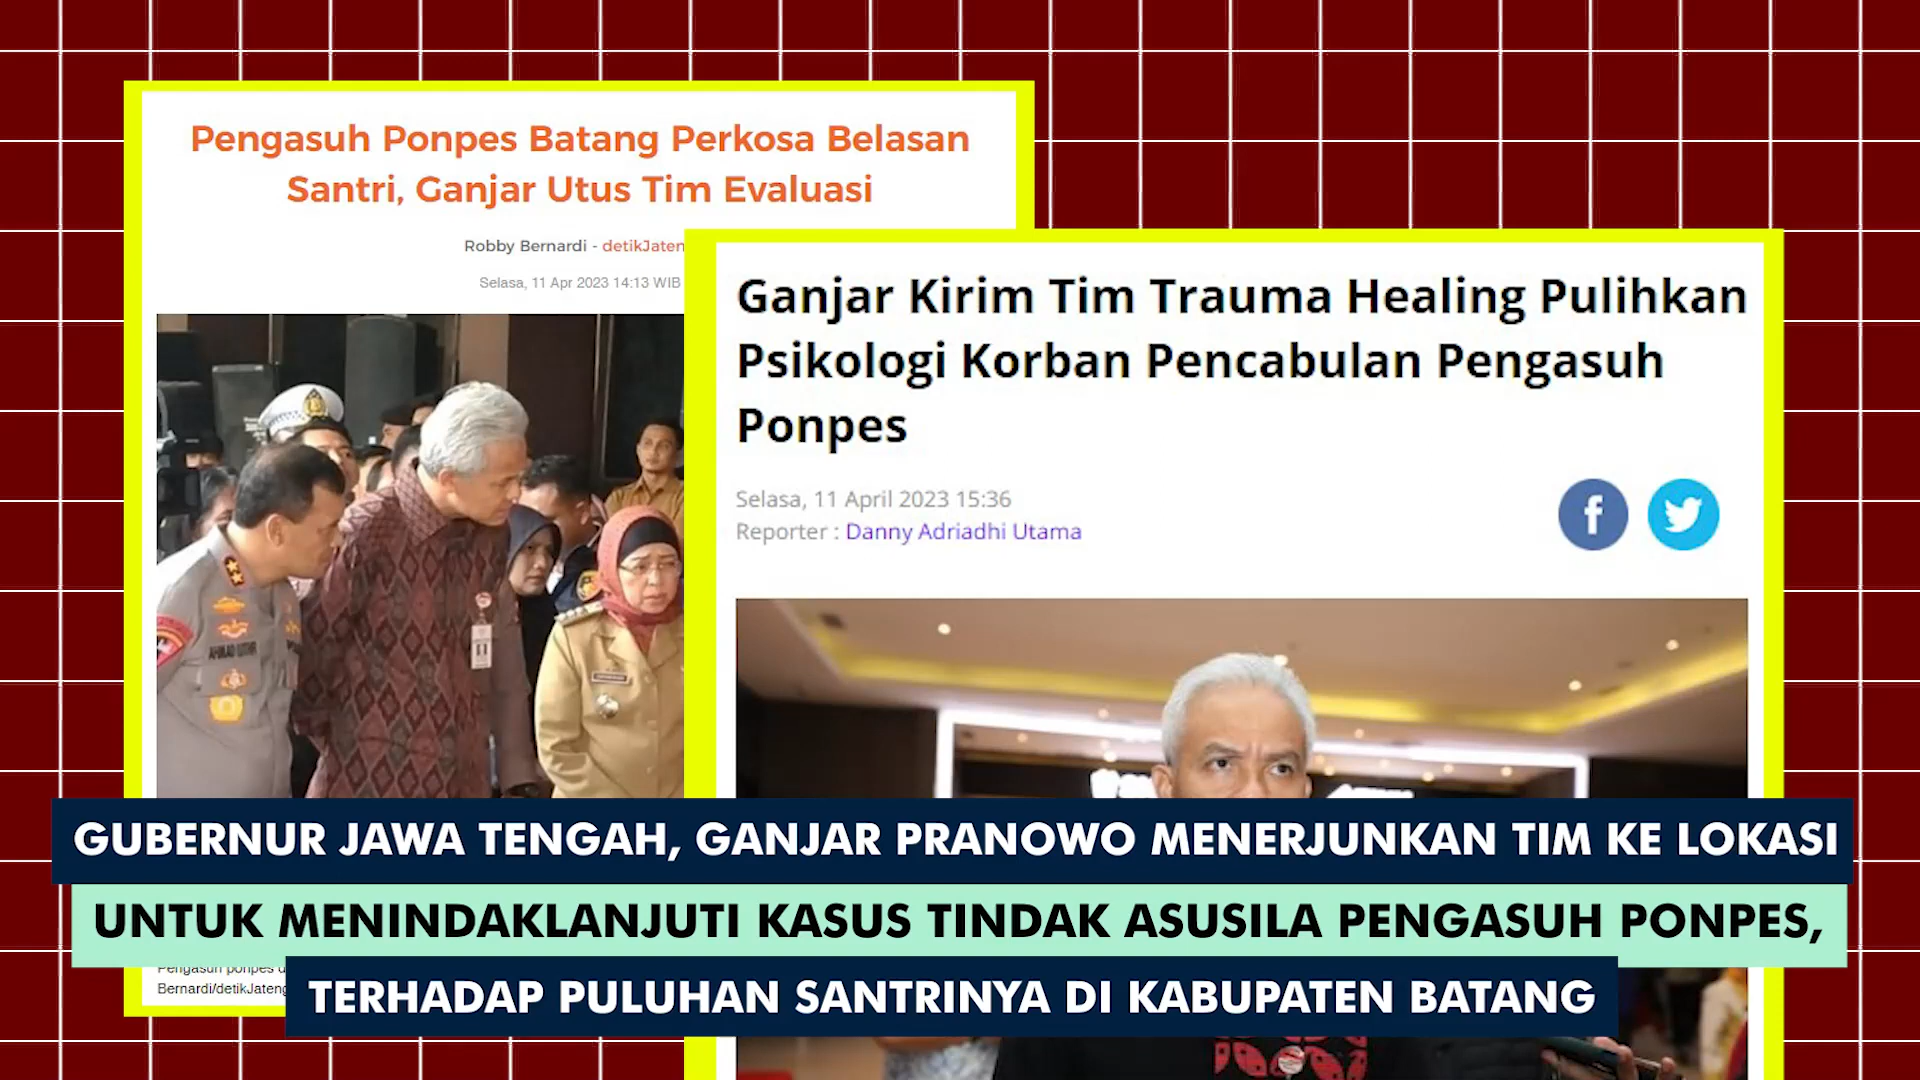 Pengasuh Ponpes Batang Perkosa Belasan
Santri, Ganjar Utus Tim Evaluasi
Robby Bernardi - detikJaten
Selasa, 11 Apr 2023 14:13 WIB
Ganjar Kirim Tim Trauma Healing Pulihkan
Psikologi Korban Pencabulan Pengasuh
Ponpes
Selasa, 11 April 2023 15:36
Reporter : Danny Adriadhi Utama
GUBERNUR JAWA TENGAH, GANJAR PRANOWO MENERJUNKAN TIM KE LOKASI
UNTUK MENINDAKLANJUTI KASUS TINDAK ASUSILA PENGASUH PONPES,
Pengasuh ponpes d
Bernardi/detikJateng
TERHADAP PULUHAN SANTRINYA DI KABUPATEN BATANG